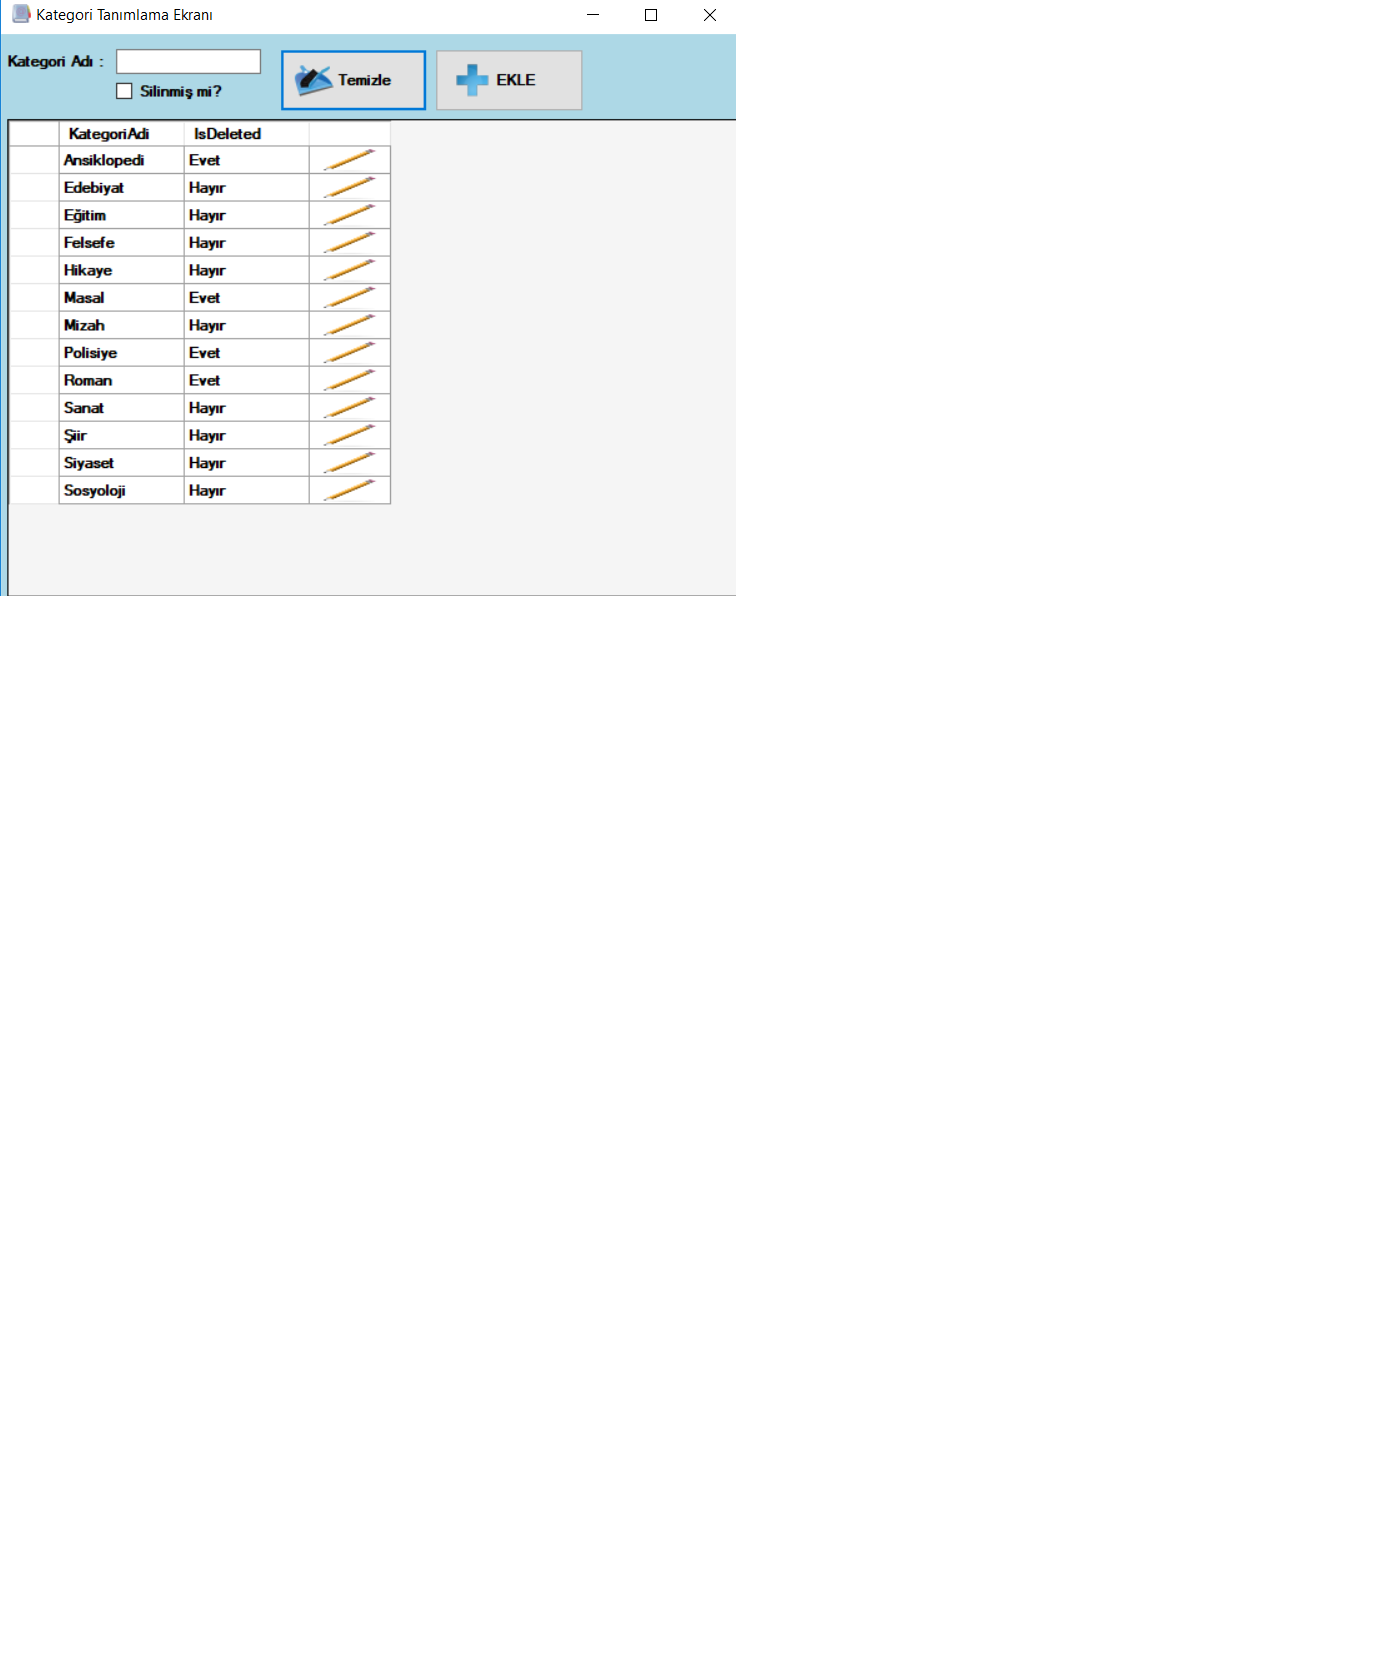 Kategori Tanımlama Ekranı
Kategori Adı :
Silinmiş mi?
Temizle
EKLE
KategoriAdi IsDeleted
Ansiklopedi Evet
Edebiyat Hayır
Eğitim Hayır
Felsefe Hayır
Hikaye Hayır
Masal Evet
Mizah Hayır
Polisiye Evet
Roman Evet
Sanat Hayır
Şiir Hayır
Siyaset Hayır
Sosyoloji Hayır